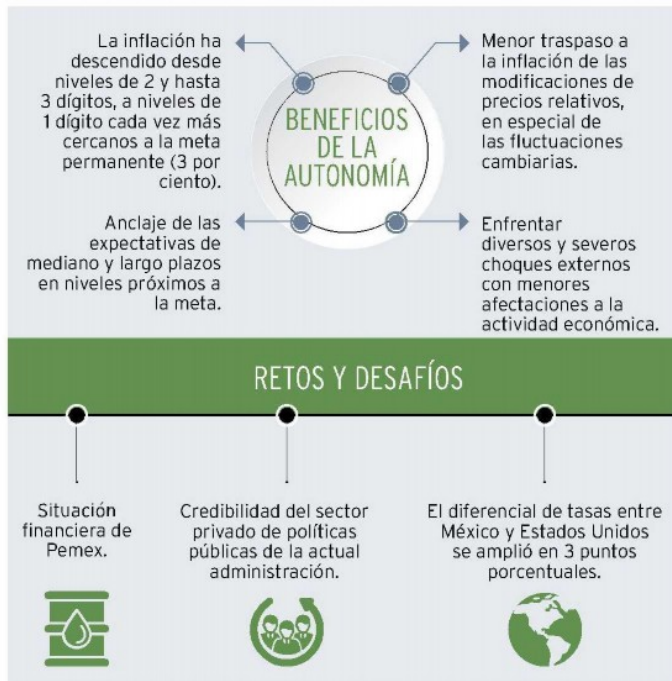 La inflación ha
descendido desde
niveles de 2 y hasta
3 dígitos, a niveles de
1 dígito cada vez más
cercanos a la meta
permanente (3 por
ciento).
BENEFICIOS
DE LA
AUTONOMÍA
Menor traspaso a
la inflación de las
modificaciones de
precios relativos,
en especial de
las fluctuaciones
cambiarias.
Anclaje de las
expectativas de
mediano y largo plazos
en niveles próximos a
la meta.
Enfrentar
diversos y severos
choques externos
con menores
afectaciones a la
actividad económica.
RETOS Y DESAFÍOS
Situación
financiera de
Pemex.
Credibilidad del sector
privado de políticas
públicas de la actual
administración.
El diferencial de tasas entre
México y Estados Unidos
se amplió en 3 puntos
porcentuales.